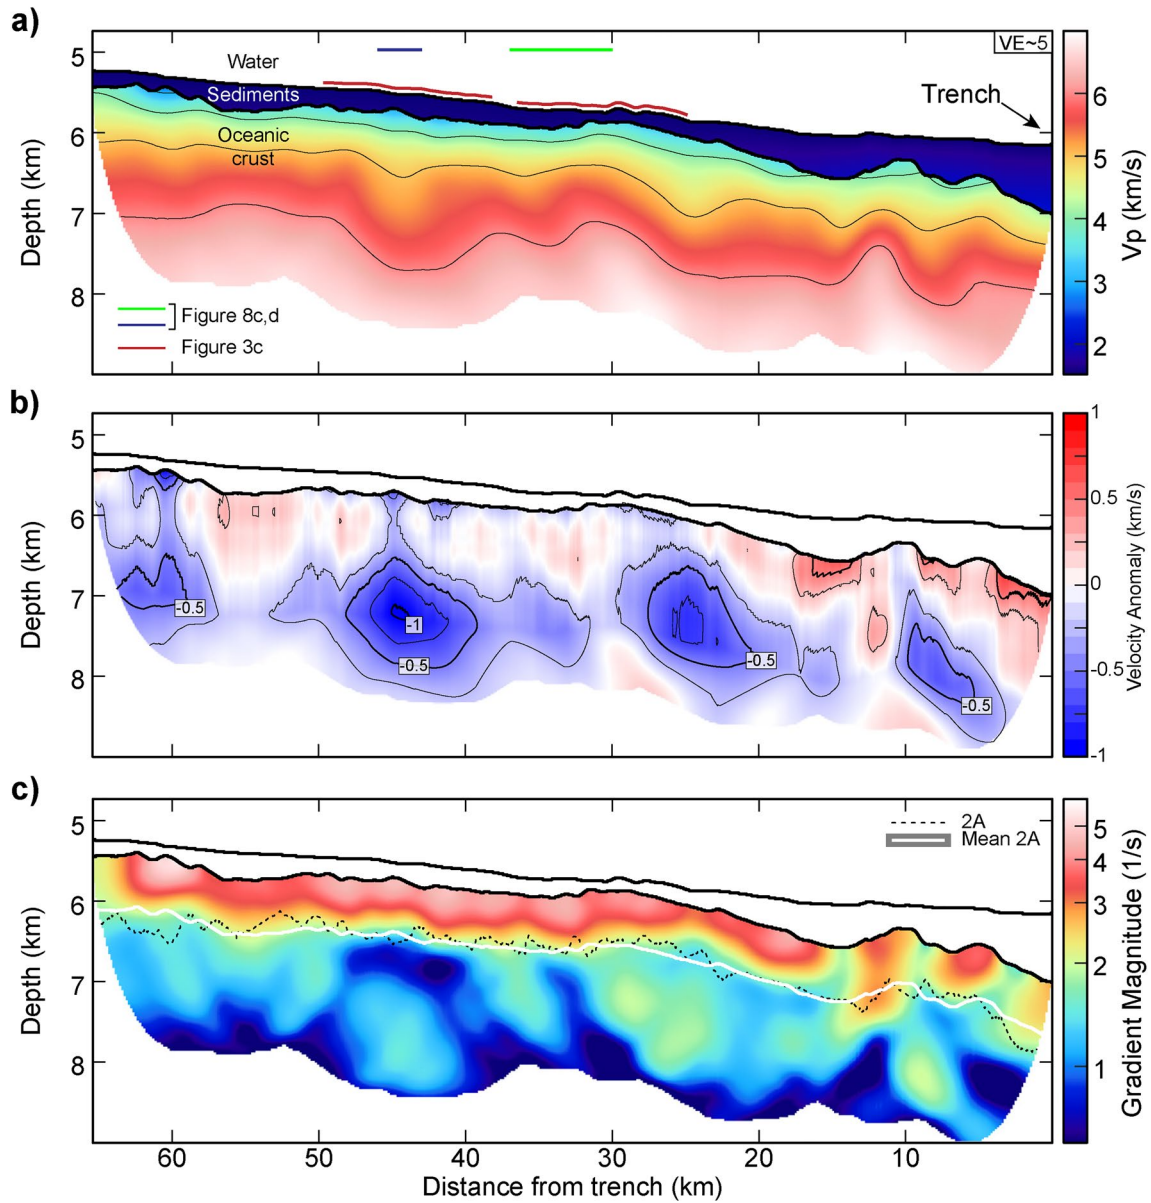 a)
5
6
7
8
Depth (km)
Water
Sediments
Oceanic
crust
VE~5
Trench
Figure 8c,d
Figure 3c
6
5
4
3
2
Vp (km/s)
b)
5
6
7
8
Depth (km)
-0.5
-1
-0.5
-0.5
-0.5
1
0.5
0
-0.5
-1
Velocity Anomaly (km/s)
c)
5
6
7
8
Depth (km)
2A
Mean 2A
5
4
3
2
1
Gradient Magnitude (1/s)
60 50 40 30 20 10
Distance from trench (km)